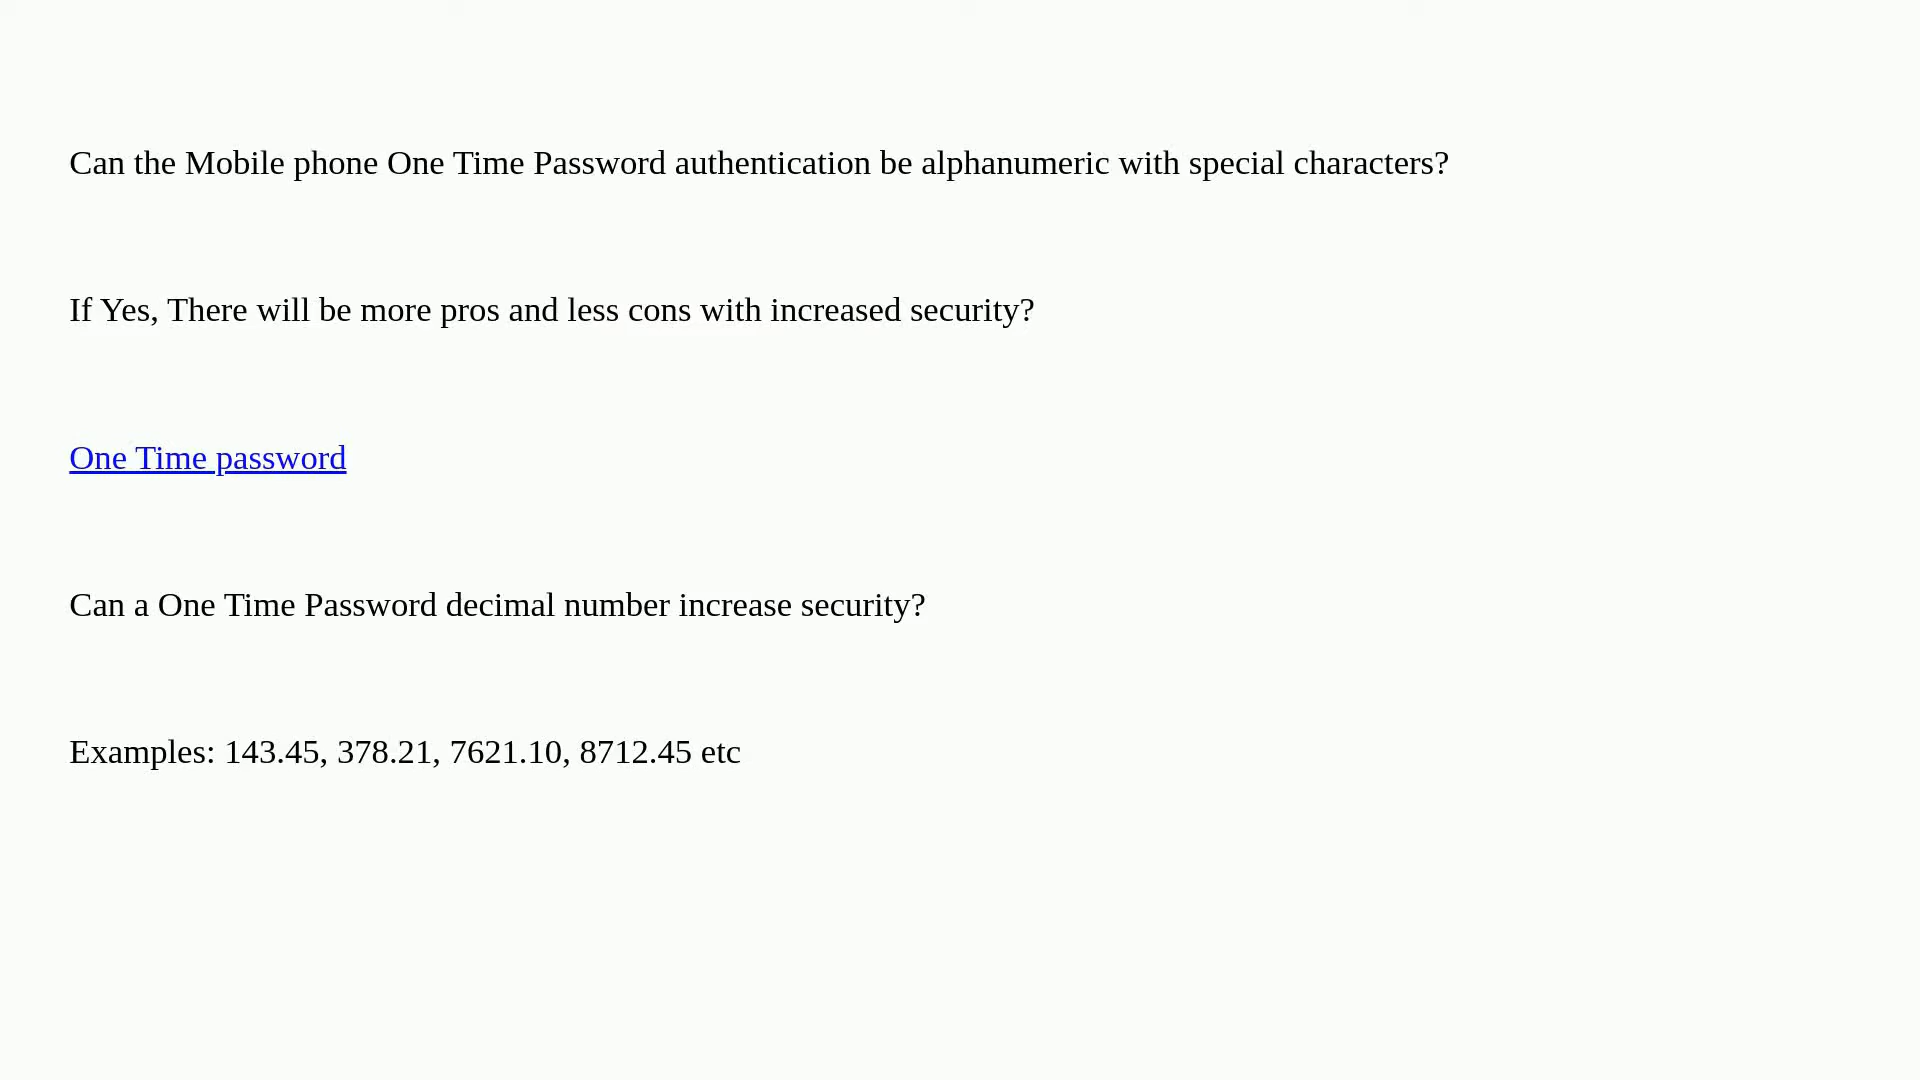 Can the Mobile phone One Time Password authentication be alphanumeric with special characters?
If Yes, There will be more pros and less cons with increased security?
One Time password
Can a One Time Password decimal number increase security?
Examples: 143.45, 378.21, 7621.10, 8712.45 etc